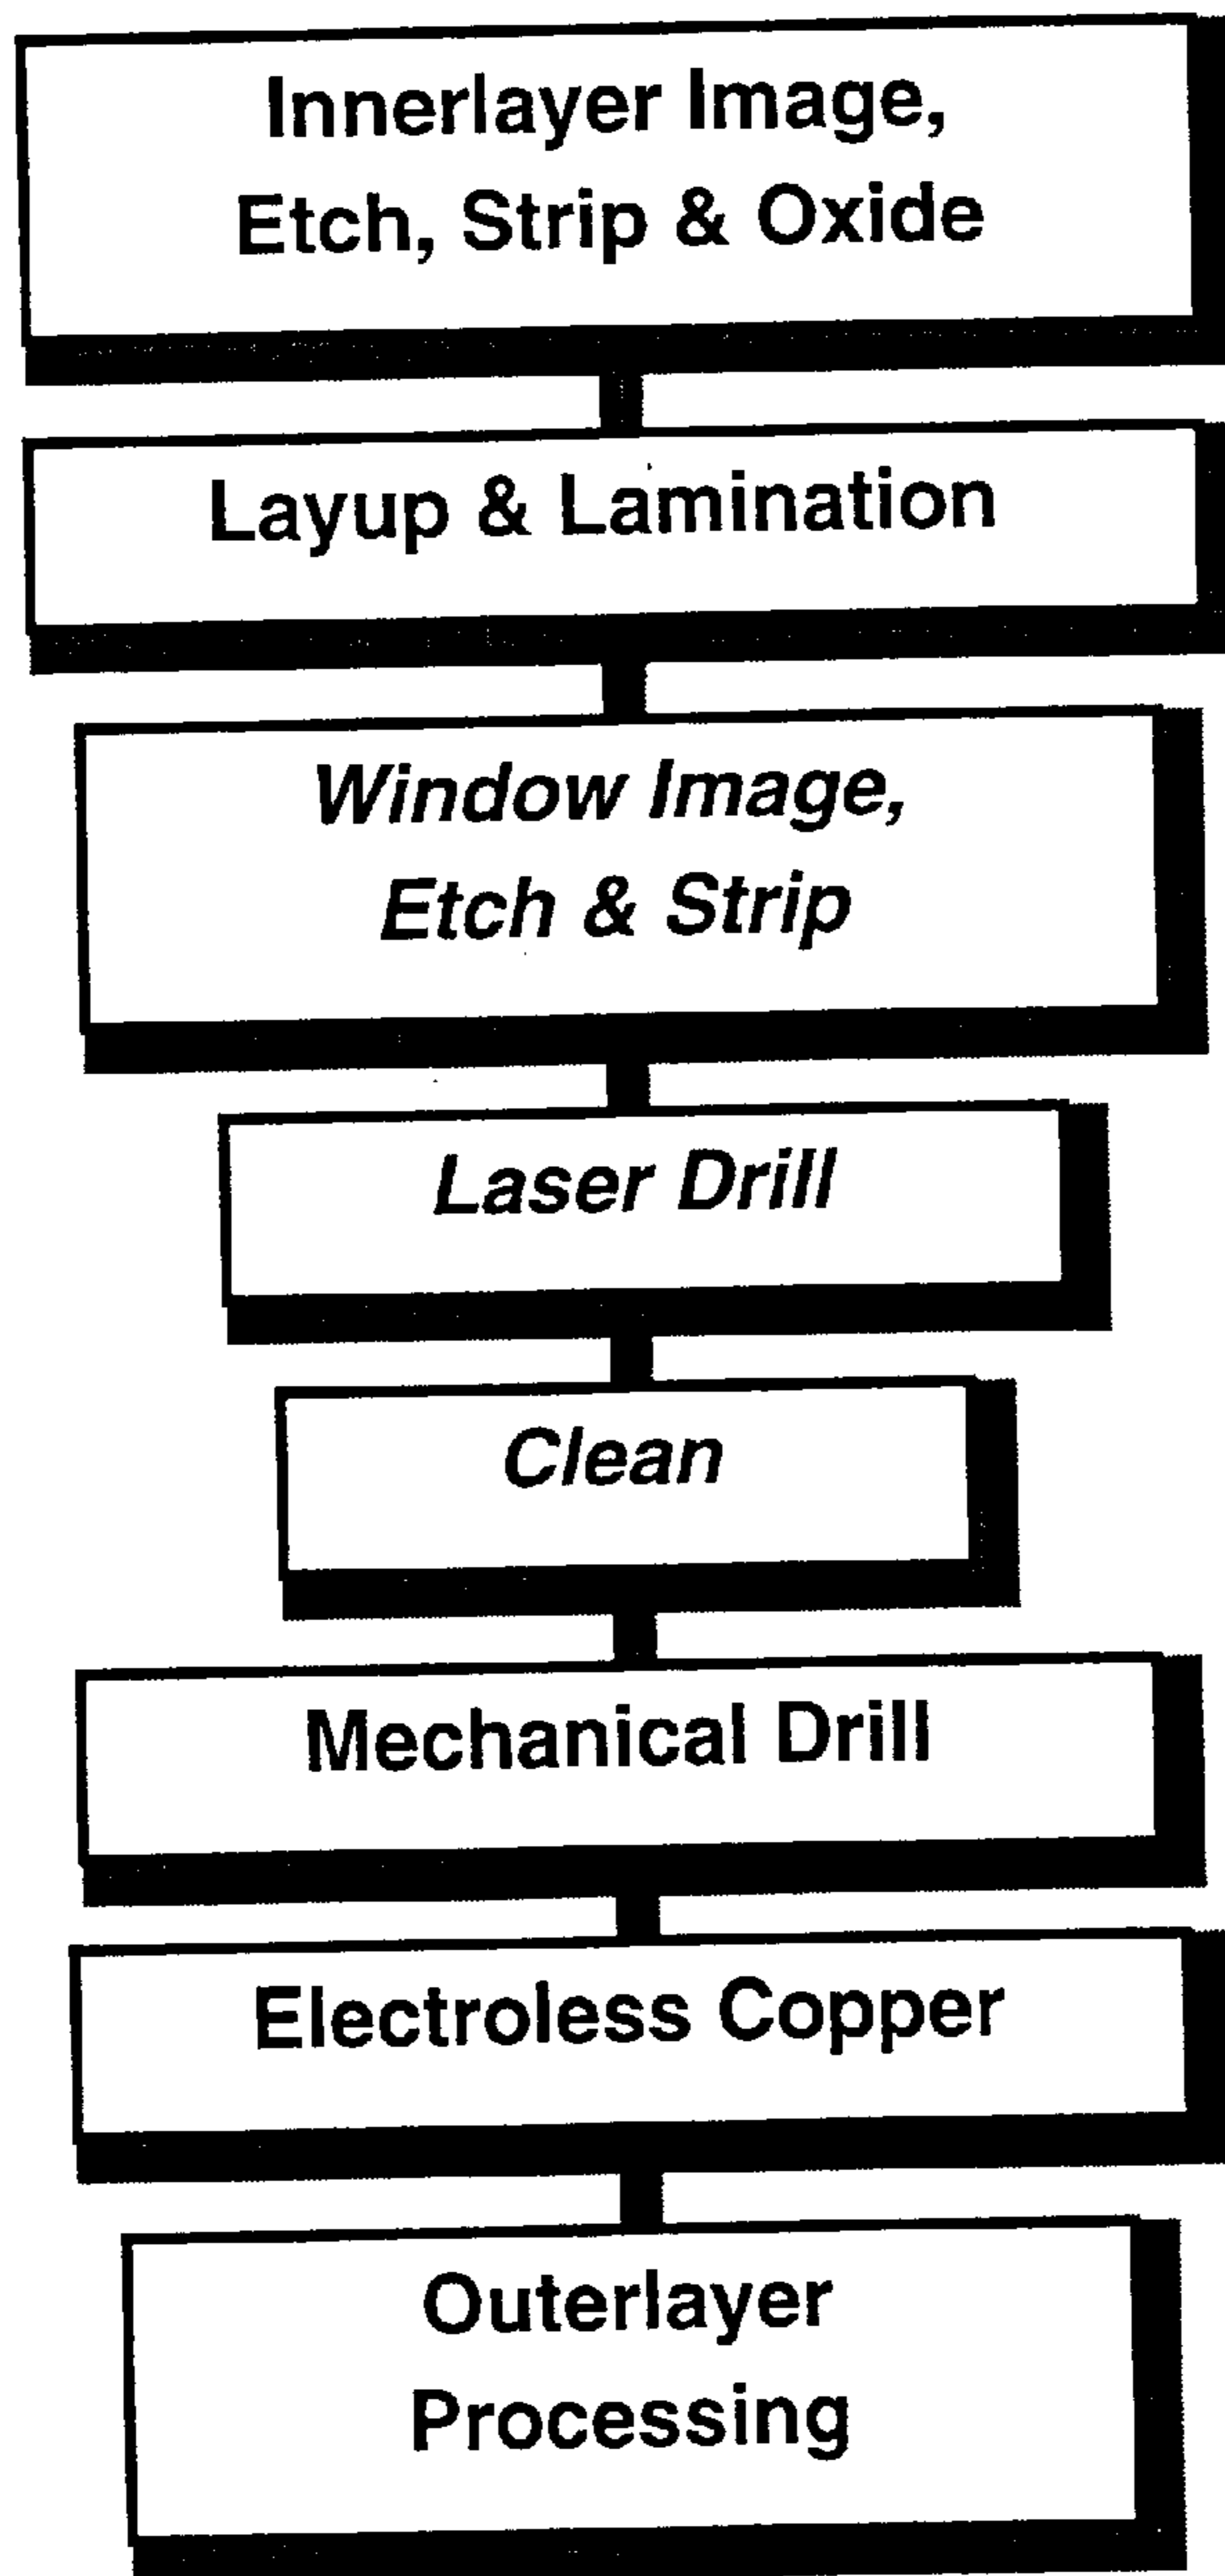 Innerlayer Image,
Etch, Strip & Oxide
Layup & Lamination
Window Image,
Etch & Strip
Laser Drill
Clean
Mechanical Drill
Electroless Copper
Outerlayer
Processing